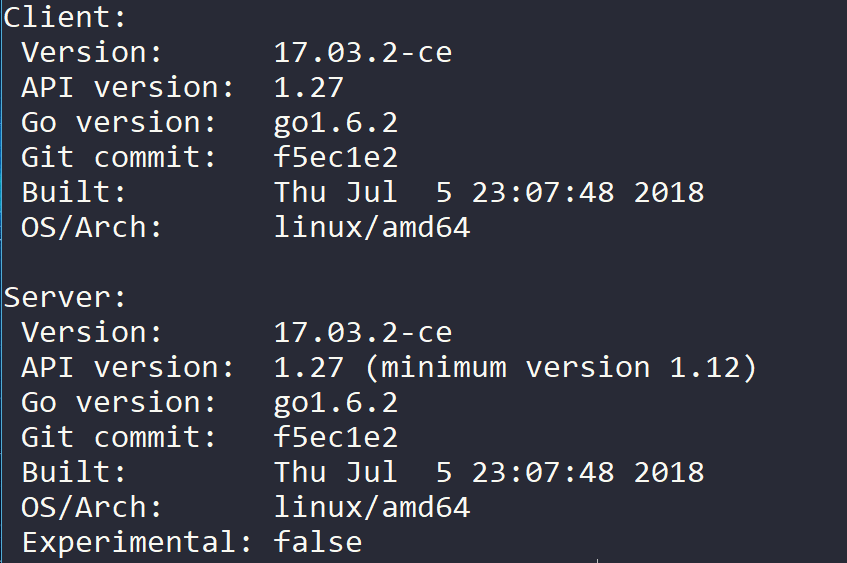 Client:
 Version:      17.03.2-ce
 API version:  1.27
 Go version:   go1.6.2
 Git commit:   f5ec1e2
 Built:        Thu Jul  5 23:07:48 2018
 OS/Arch:      linux/amd64

Server:
 Version:      17.03.2-ce
 API version:  1.27 (minimum version 1.12)
 Go version:   go1.6.2
 Git commit:   f5ec1e2
 Built:        Thu Jul  5 23:07:48 2018
 OS/Arch:      linux/amd64
 Experimental: false